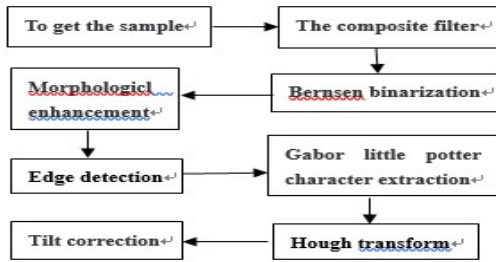 To get the sample↵
The composite filter↵
Bernsen binarization↵
Morphologicl
enhancement↵
Edge detection↵
Gabor little potter
character extraction↵
Hough transform↵
Tilt correction↵